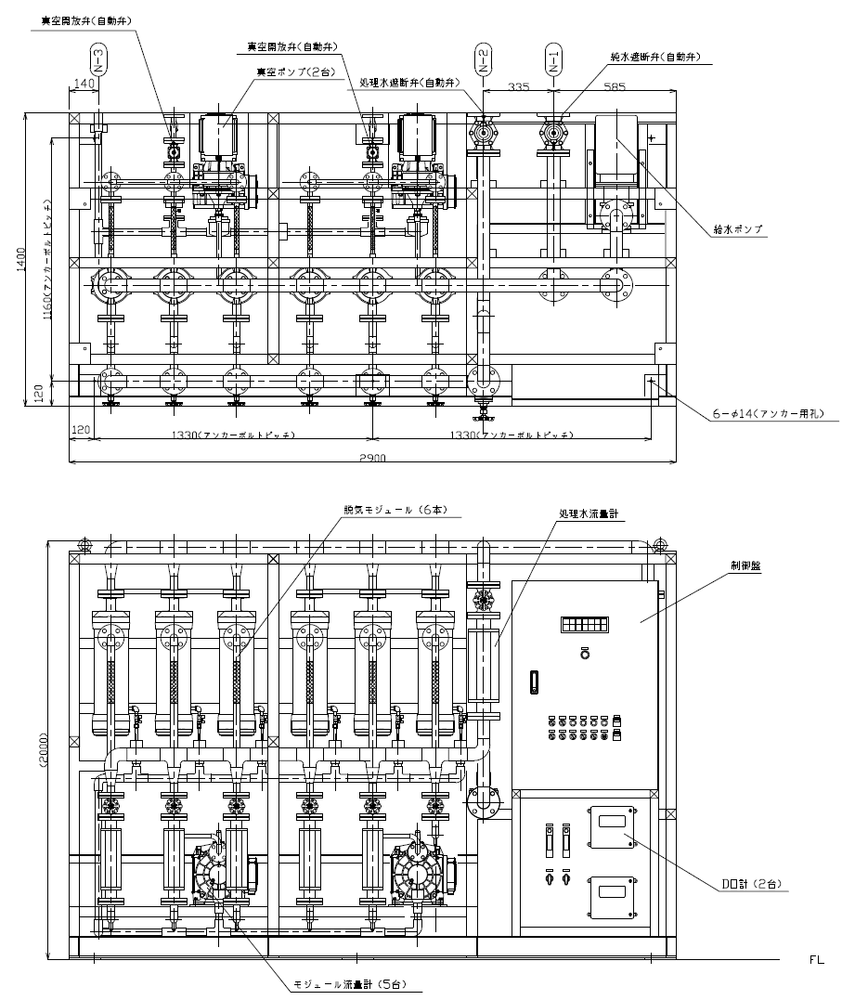 真空開放弁(自動弁)
真空開放弁(自動弁)
真空ポンプ(2台)
処理水遮断弁(自動弁)
純水遮断弁(自動弁)
N-3
N-2
N-1
140
335
585
給水ポンプ
1400
1160(アンカーボルトピッチ)
120
120
1330(アンカーボルトピッチ)
1330(アンカーボルトピッチ)
2900
6-φ14(アンカー用孔)
脱気モジュール(6本)
処理水流量計
制御盤
(2000)
DO計(2台)
FL
モジュール流量計(5台)